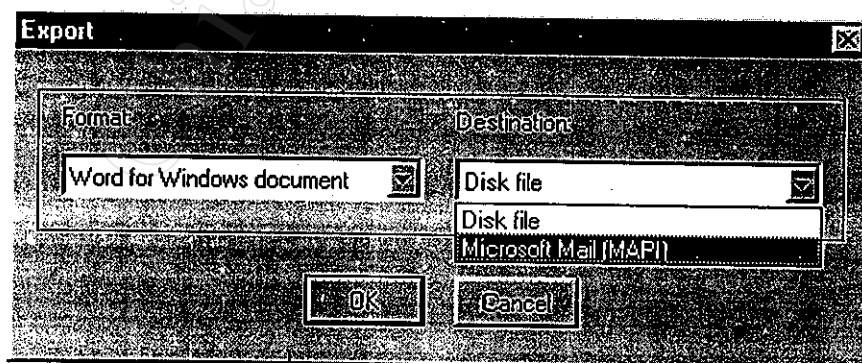 Export
Format:
Destination:
Word for Windows document
Disk file
Disk file
Microsoft Mail (MAPI)
OK
Cancel